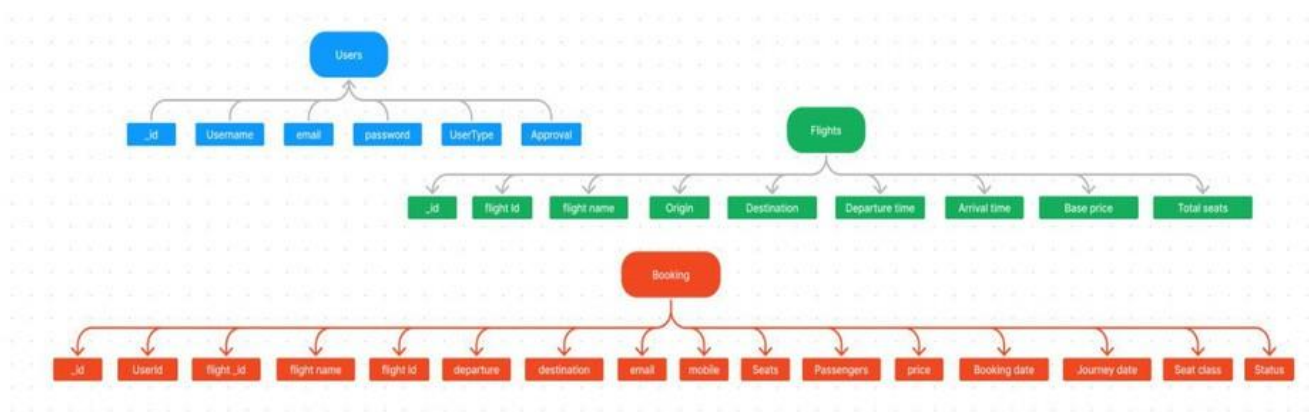 Users
_id Username email password UserType Approval
Flights
_id flight Id flight name Origin Destination Departure time Arrival time Base price Total seats
Booking
_id UserId flight _id flight name flight id departure destination email mobile Seats Passengers price Booking date Journey date Seat class Status